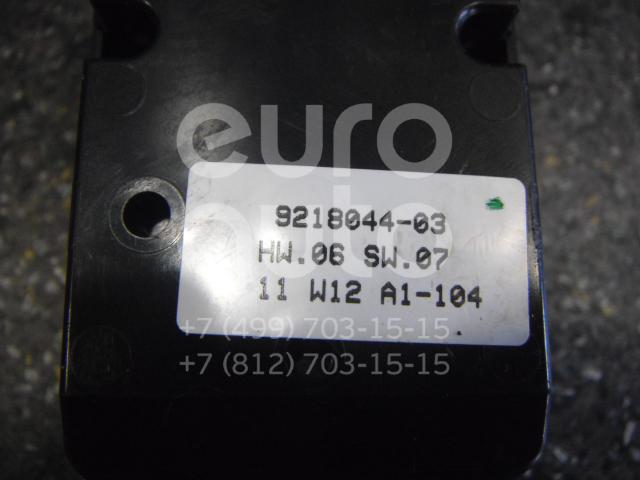 euro
auto
9218044-03
HW.06 SW.07
11 W12 A1-104
+7 (499) 703-15-15
+7 (812) 703-15-15